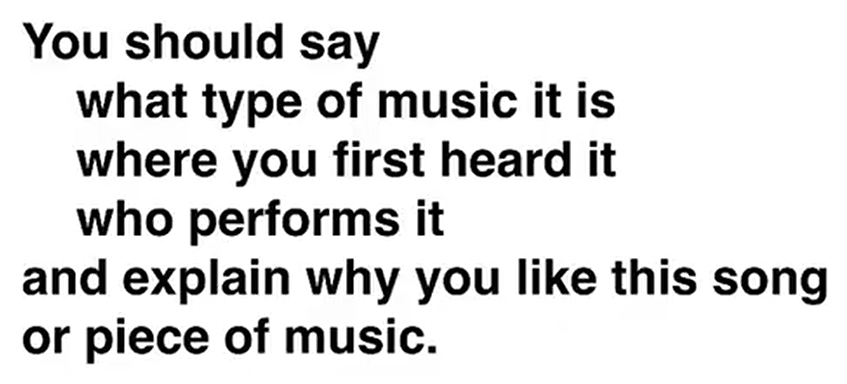 You should say
what type of music it is
where you first heard it
who performs it
and explain why you like this song
or piece of music.